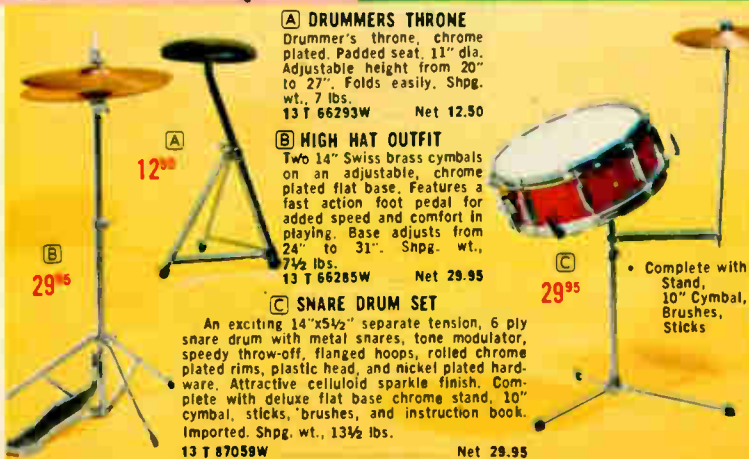 A DRUMMERS THRONE
Drummer's throne, chrome
plated. Padded seat, 11" dia.
Adjustable height from 20"
to 27". Folds easily. Shpg.
wt., 7 lbs.
13 T 66293W Net 12.50
A
12⁵⁰
B HIGH HAT OUTFIT
Two 14" Swiss brass cymbals
on an adjustable, chrome
plated flat base. Features a
fast action foot pedal for
added speed and comfort in
playing. Base adjusts from
24" to 31". Shpg. wt.,
7½ lbs.
13 T 66285W Net 29.95
B
29⁹⁵
C SNARE DRUM SET
An exciting 14"x5½" separate tension, 6 ply
snare drum with metal snares, tone modulator,
speedy throw-off, flanged hoops, rolled chrome
plated rims, plastic head, and nickel plated hard-
ware. Attractive celluloid sparkle finish. Com-
plete with deluxe flat base chrome stand, 10"
cymbal, sticks, brushes, and instruction book.
Imported. Shpg. wt., 13½ lbs.
13 T 87059W Net 29.95
C
29⁹⁵
• Complete with
Stand,
10" Cymbal,
Brushes,
Sticks